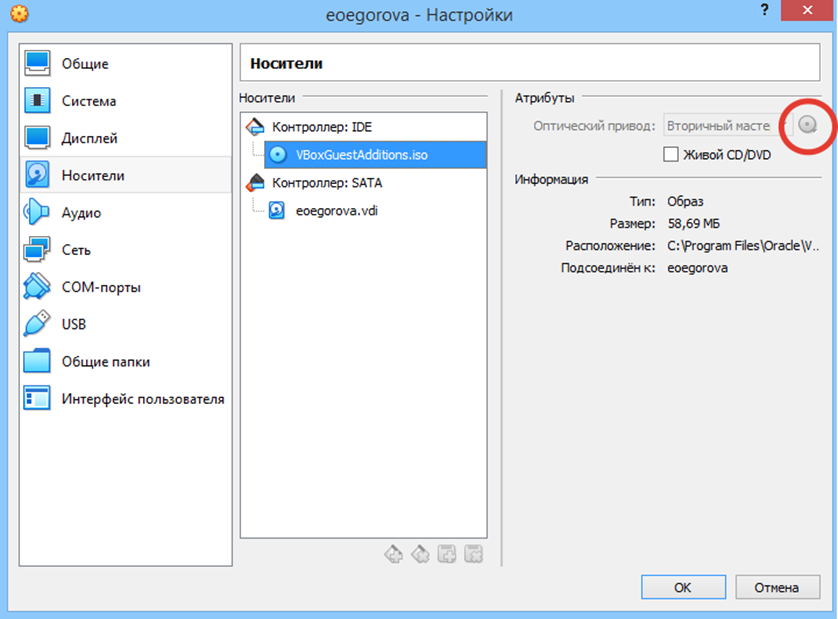 eoegorova - Настройки
?
Общие
Система
Дисплей
Носители
Аудио
Сеть
COM-порты
USB
Общие папки
Интерфейс пользователя
Носители
Носители
Контроллер: IDE
VBoxGuestAdditions.iso
Контроллер: SATA
eoegorova.vdi
Атрибуты
Оптический привод: Вторичный масте
Живой CD/DVD
Информация
Тип: Образ
Размер: 58,69 МБ
Расположение: C:\Program Files\Oracle\V...
Подсоединён к: eoegorova
OK
Отмена